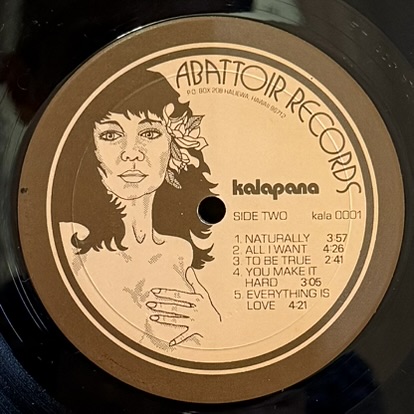 ABATTOIR RECORDS
P.O. BOX 208 HALIEWA, HAWAII 96712
kalapana
SIDE TWO kala 0001
1. NATURALLY 3:57
2. ALL I WANT 4:26
3. TO BE TRUE 2:41
4. YOU MAKE IT
HARD 3:05
5. EVERYTHING IS
LOVE 4:21